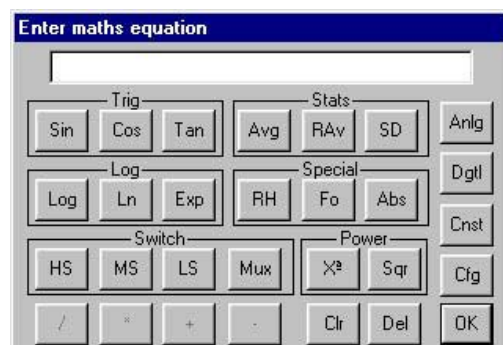 Enter maths equation
Trig Stats
Sin Cos Tan Avg RAv SD Anlg
Log Special Dgtl
Log Ln Exp RH Fo Abs
Cnst
Switch Power
HS MS LS Mux Xª Sqr Cfg
/ * + - Clr Del OK